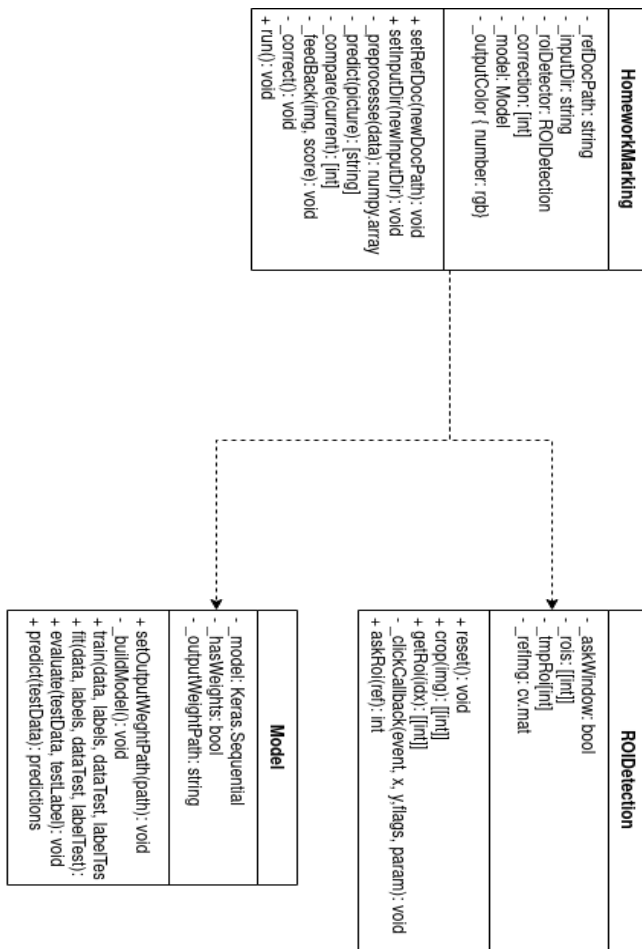 HomeworkMarking
- _refDocPath: string
- _inputDir: string
- _roiDetector: ROIDetection
- _correction: [int]
- _model: Model
- _outputColor { number: rgb}
+ setRefDoc(newDocPath): void
+ setInputDir(newInputDir): void
- _preprocesse(data): numpy.array
- _predict(picture): [string]
- _compare(current): [int]
- _feedBack(img, score): void
- _correct(): void
+ run(): void
ROIDetection
- _askWindow: bool
- _rois: [[int]]
- _tmpRoi[int]
- _refImg: cv.mat
+ reset(): void
+ crop(img): [[int]]
+ getRoi(idx): [[int]]
- _clickCallback(event, x, y,flags, param): void
+ askRoi(ref): int
Model
- _model: Keras.Sequential
- _hasWeights: bool
- _outputWeightPath: string
+ setOutputWeghtPath(path): void
- _buildModel(): void
+ train(data, labels, dataTest, labelTes
+ fit(data, labels, dataTest, labelTest):
+ evaluate(testData, testLabel): void
+ predict(testData): predictions